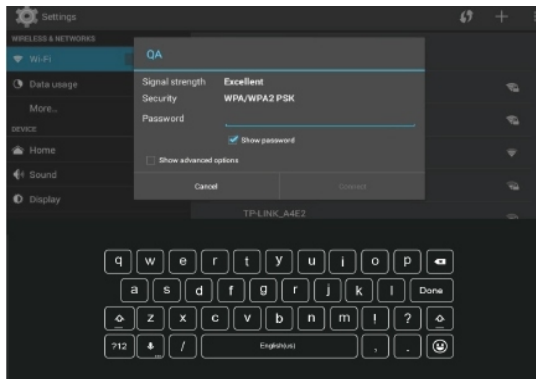 Settings
WIRELESS & NETWORKS
Wi-Fi
Data usage
More...
DEVICE
Home
Sound
Display
QA
Signal strength Excellent
Security WPA/WPA2 PSK
Password
Show password
Show advanced options
Cancel Connect
TP-LINK_A4E2
q w e r t y u i o p
a s d f g r j k l Done
z x c v b n m ! ?
?123 / English(us) , .